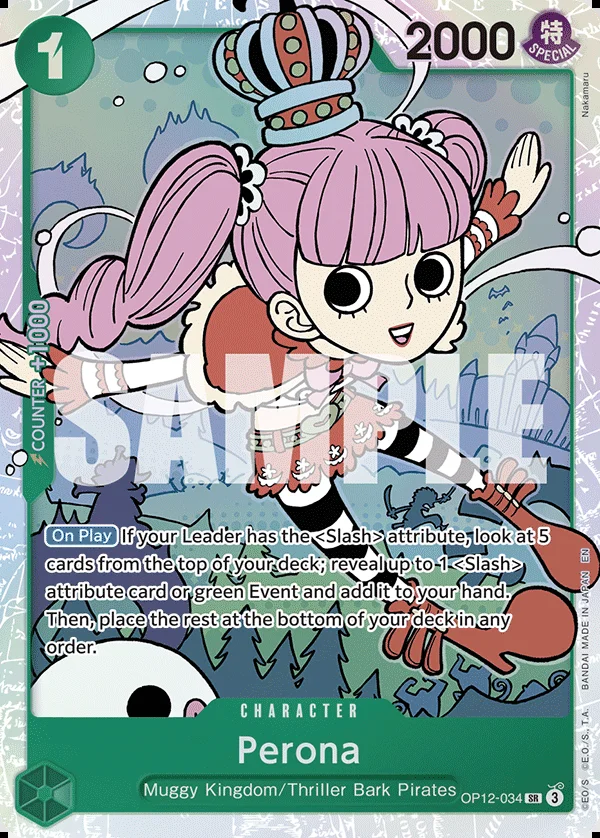 1
2000
特
SPECIAL
Nakamaru
COUNTER +1000
SAMPLE
On Play If your Leader has the <Slash> attribute, look at 5
cards from the top of your deck; reveal up to 1 <Slash>
attribute card or green Event and add it to your hand.
Then, place the rest at the bottom of your deck in any
order.
©EO/S ©E.O./S., T.A. BANDAI MADE IN JAPAN EN
CHARACTER
Perona
Muggy Kingdom/Thriller Bark Pirates
OP12-034 SR 3